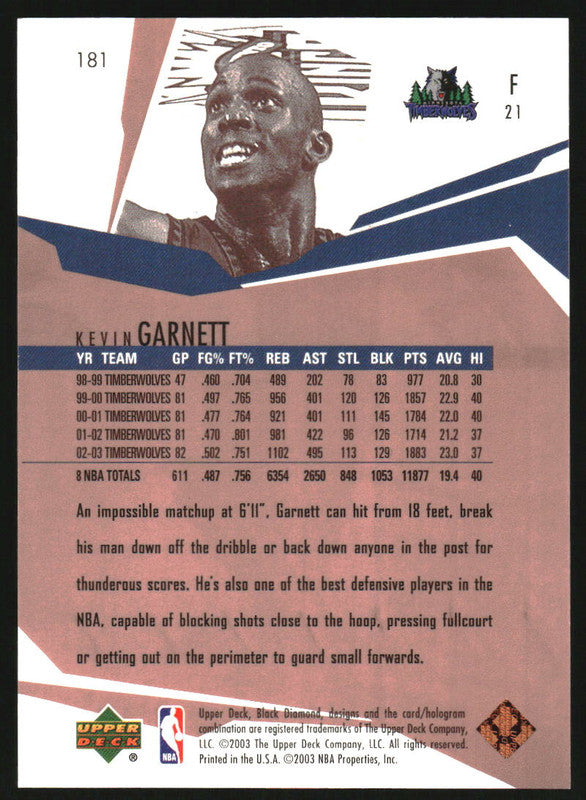 181
TIMBERWOLVES
F
21
KEVIN GARNETT
YR TEAM GP FG% FT% REB AST STL BLK PTS AVG HI
98-99 TIMBERWOLVES 47 .460 .704 489 202 78 83 977 20.8 30
99-00 TIMBERWOLVES 81 .497 .765 956 401 120 126 1857 22.9 40
00-01 TIMBERWOLVES 81 .477 .764 921 401 111 145 1784 22.0 40
01-02 TIMBERWOLVES 81 .470 .801 981 422 96 126 1714 21.2 37
02-03 TIMBERWOLVES 82 .502 .751 1102 495 113 129 1883 23.0 37
8 NBA TOTALS 611 .487 .756 6354 2650 848 1053 11877 19.4 40
An impossible matchup at 6'11", Garnett can hit from 18 feet, break
his man down off the dribble or back down anyone in the post for
thunderous scores. He's also one of the best defensive players in the
NBA, capable of blocking shots close to the hoop, pressing fullcourt
or getting out on the perimeter to guard small forwards.
UPPER
DECK
®
NBA
Upper Deck, Black Diamond, designs and the card/hologram
combination are registered trademarks of The Upper Deck Company,
LLC. ©2003 The Upper Deck Company, LLC. All rights reserved.
Printed in the U.S.A. ©2003 NBA Properties, Inc.